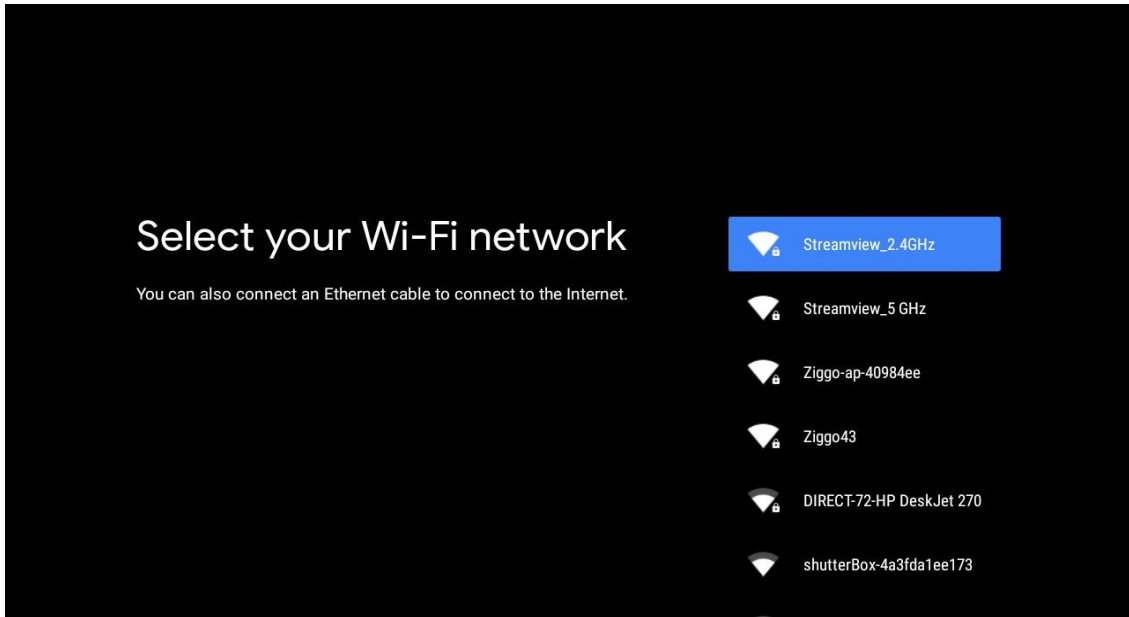 Select your Wi-Fi network
You can also connect an Ethernet cable to connect to the Internet.
Streamview_2.4GHz
Streamview_5 GHz
Ziggo-ap-40984ee
Ziggo43
DIRECT-72-HP DeskJet 270
shutterBox-4a3fda1ee173